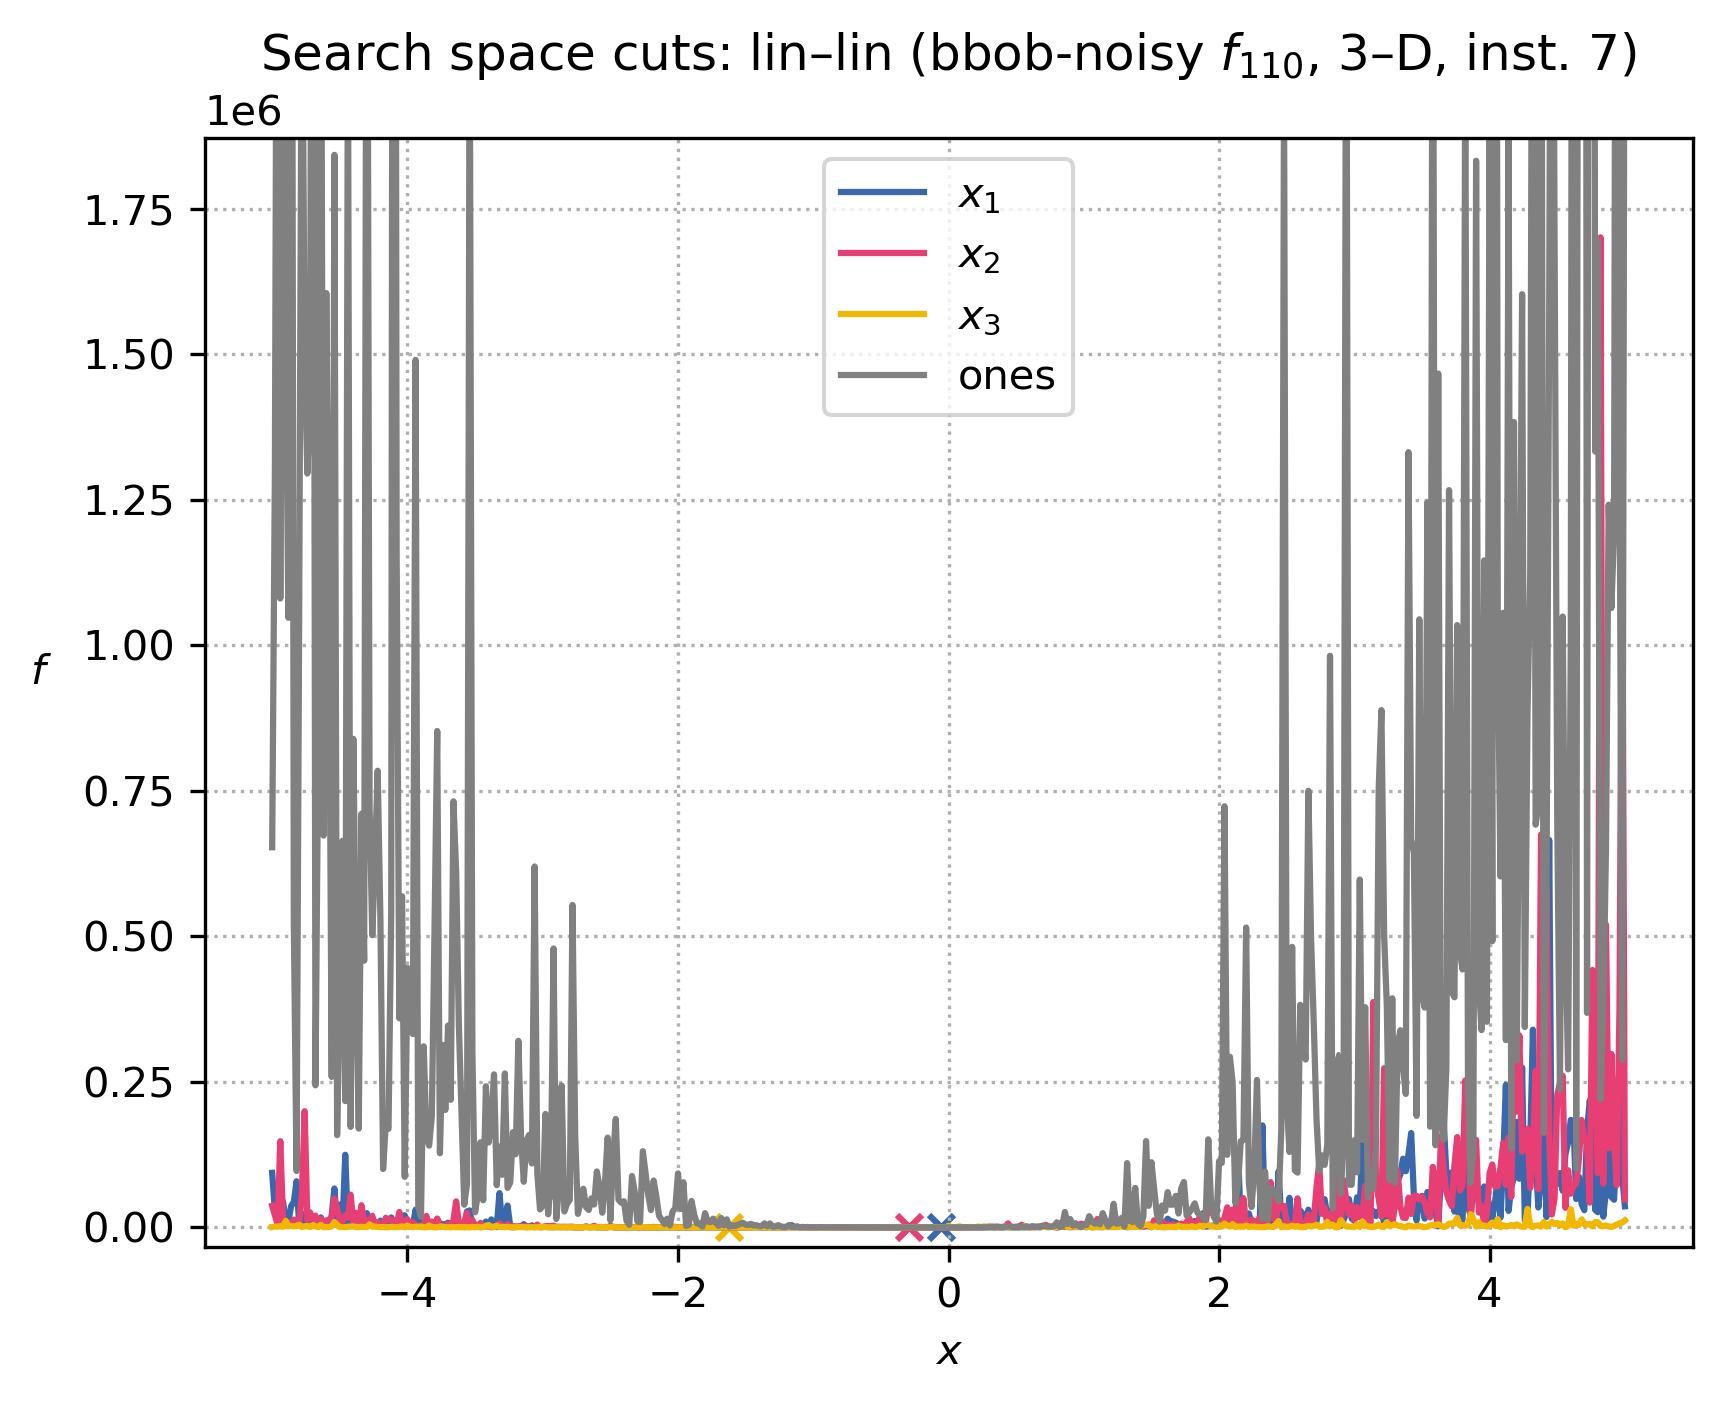 Search space cuts: lin–lin (bbob-noisy f₁₁₀, 3–D, inst. 7)
1e6
x₁
x₂
x₃
ones
1.75
1.50
1.25
1.00
0.75
0.50
0.25
0.00
f
−4 −2 0 2 4
x